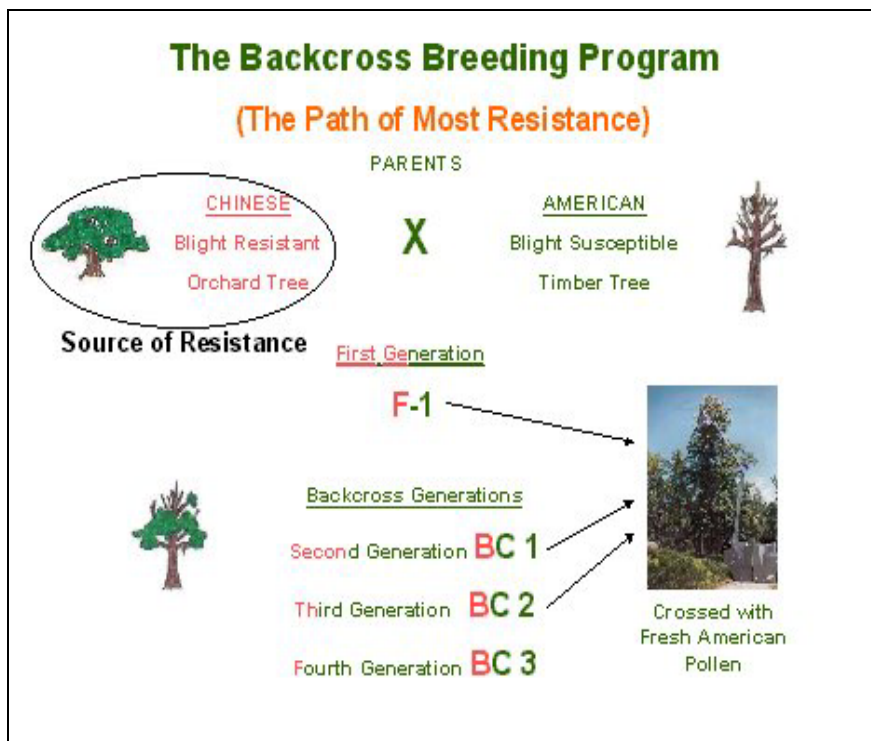 The Backcross Breeding Program
(The Path of Most Resistance)
PARENTS
CHINESE
Blight Resistant
Orchard Tree
X
AMERICAN
Blight Susceptible
Timber Tree
Source of Resistance
First Generation
F-1
Backcross Generations
Second Generation BC 1
Third Generation BC 2
Fourth Generation BC 3
Crossed with
Fresh American
Pollen